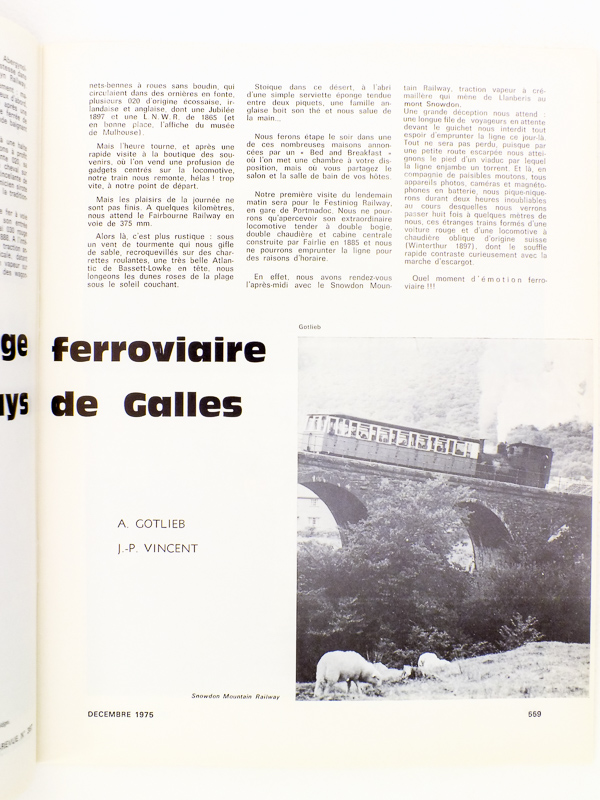 nets-bennes à roues sans boudin, qui
circulaient dans des ornières en fonte,
plusieurs 020 d'origine écossaise, ir-
landaise et anglaise, dont une Jubilée
1897 et une L.N.W.R. de 1865 (et
en bonne place, l'affiche du musée
de Mulhouse).
Mais l'heure tourne, et après une
rapide visite à la boutique des sou-
venirs, où l'on vend une profusion de
gadgets centrés sur la locomotive,
notre train nous remonte, hélas ! trop
vite, à notre point de départ.
Mais les plaisirs de la journée ne
sont pas finis. A quelques kilomètres,
nous attend le Fairbourne Railway en
voie de 375 mm.
Alors là, c'est plus rustique : sous
un vent de tourmente qui nous gifle
de sable, recroquevillés sur des char-
rettes roulantes, une très belle Atlan-
tic de Bassett-Lowke en tête, nous
longeons les dunes roses de la plage
sous le soleil couchant.
Stoïque dans ce désert, à l'abri
d'une simple serviette éponge tendue
entre deux piquets, une famille an-
glaise boit son thé et nous salue de
la main...
Nous ferons étape le soir dans une
de ces nombreuses maisons annon-
cées par un « Bed and Breakfast »
où l'on met une chambre à votre dis-
position, mais où vous partagez le
salon et la salle de bain de vos hôtes.
Notre première visite du lendemain
matin sera pour le Festiniog Railway,
en gare de Portmadoc. Nous ne pour-
rons qu'apercevoir son extraordinaire
locomotive tender à double bogie,
double chaudière et cabine centrale
construite par Fairlie en 1885 et nous
ne pourrons emprunter la ligne pour
des raisons d'horaire.
En effet, nous avons rendez-vous
l'après-midi avec le Snowdon Moun-
tain Railway, traction vapeur à cré-
maillère qui mène de Llanberis au
mont Snowdon.
Une grande déception nous attend :
une longue file de voyageurs en attente
devant le guichet nous interdit tout
espoir d'emprunter la ligne ce jour-là.
Tout ne sera pas perdu, puisque par
une petite route escarpée nous attei-
gnons le pied d'un viaduc par lequel
la ligne enjambe un torrent. Et là, en
compagnie de paisibles moutons, tous
appareils photos, caméras et magnéto-
phones en batterie, nous pique-nique-
rons durant deux heures inoubliables
au cours desquelles nous verrons
passer huit fois à quelques mètres de
nous, ces étranges trains formés d'une
voiture rouge et d'une locomotive à
chaudière oblique d'origine suisse
(Winterthur 1897), dont le souffle
rapide contraste curieusement avec la
marche d'escargot.
Quel moment d'émotion ferro-
viaire !!!
Gotlieb
ge ferroviaire
ays de Galles
A. GOTLIEB
J.-P. VINCENT
Snowdon Mountain Railway
DECEMBRE 1975
559